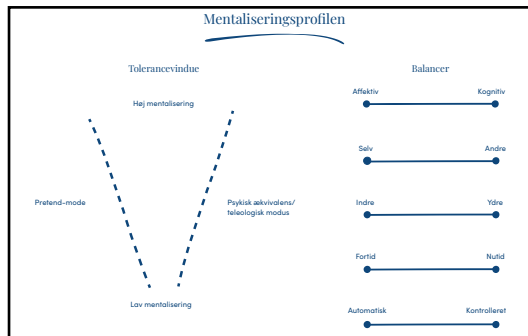 Mentaliseringsprofilen
Tolerancevindue
Høj mentalisering
Pretend-mode
Psykisk ækvivalens/
teleologisk modus
Lav mentalisering
Balancer
Affektiv Kognitiv
Selv Andre
Indre Ydre
Fortid Nutid
Automatisk Kontrolleret